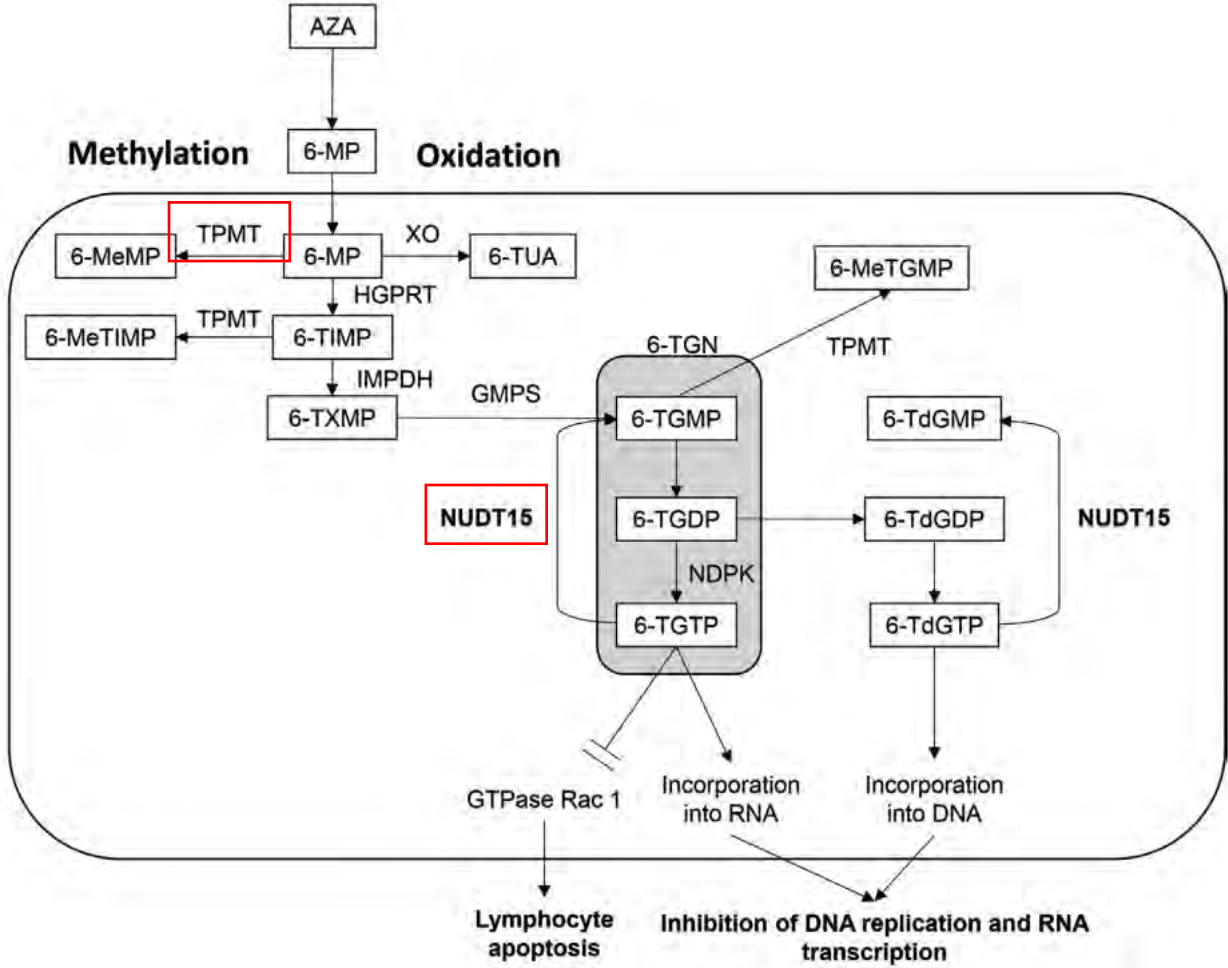 AZA
Methylation
6-MP
Oxidation
TPMT
XO
6-MeMP
6-MP
6-TUA
6-MeTGMP
HGPRT
TPMT
6-MeTIMP
6-TIMP
6-TGN
TPMT
IMPDH
GMPS
6-TXMP
6-TGMP
6-TdGMP
NUDT15
6-TGDP
6-TdGDP
NUDT15
NDPK
6-TGTP
6-TdGTP
GTPase Rac 1
Incorporation
into RNA
Incorporation
into DNA
Lymphocyte
apoptosis
Inhibition of DNA replication and RNA
transcription